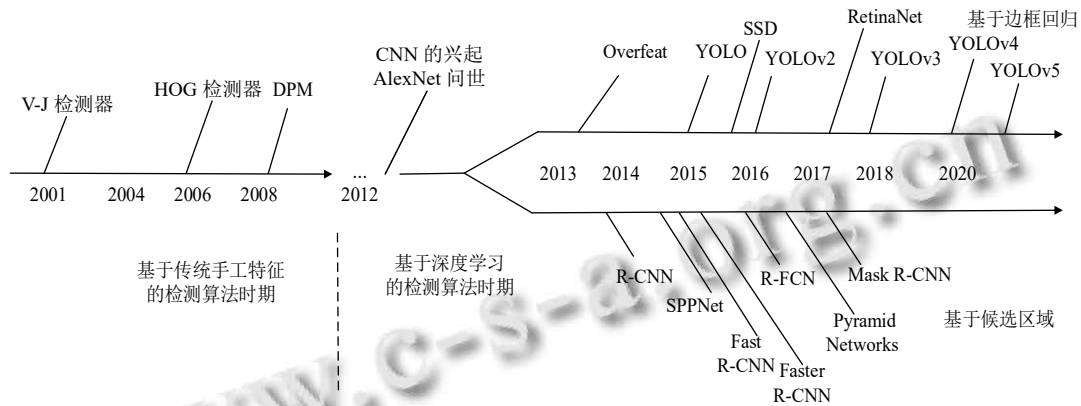 RetinaNet
基于边框回归
SSD
CNN 的兴起
AlexNet 问世
Overfeat
YOLO
YOLOv2
YOLOv3
YOLOv4
YOLOv5
V-J 检测器
HOG 检测器
DPM
...
2001
2004
2006
2008
2012
2013
2014
2015
2016
2017
2018
2020
基于传统手工特征
的检测算法时期
基于深度学习
的检测算法时期
R-CNN
SPPNet
Fast
R-CNN
Faster
R-CNN
R-FCN
Pyramid
Networks
Mask R-CNN
基于候选区域
www.c-s-a.org.cn